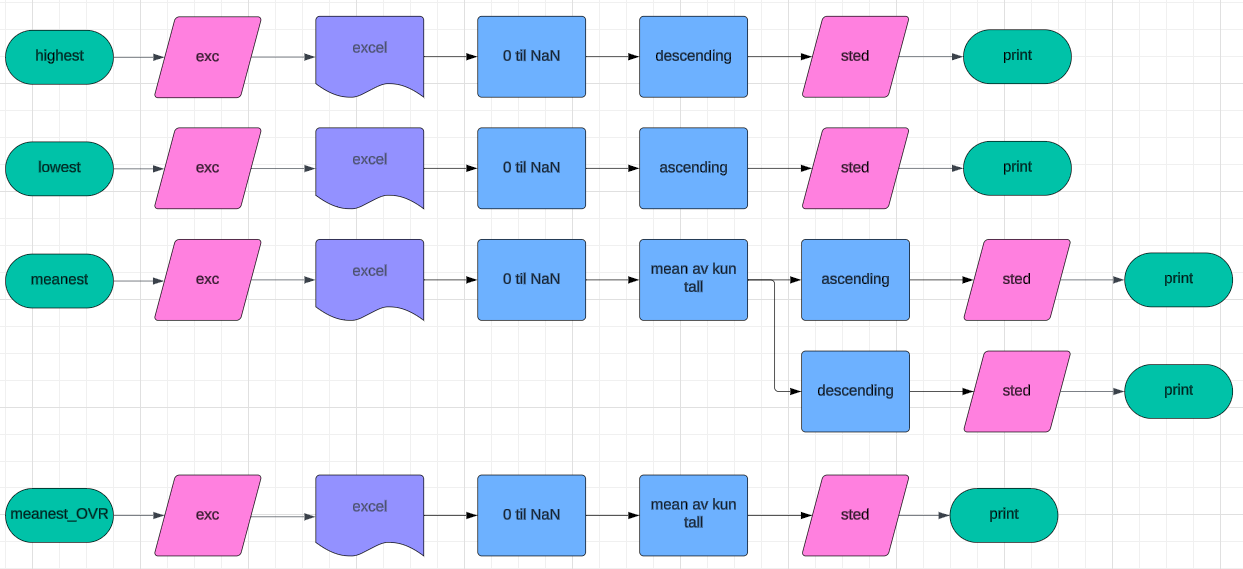 highest
exc
excel
0 til NaN
descending
sted
print
lowest
exc
excel
0 til NaN
ascending
sted
print
meanest
exc
excel
0 til NaN
mean av kun
tall
ascending
sted
print
descending
sted
print
meanest_OVR
exc
excel
0 til NaN
mean av kun
tall
sted
print